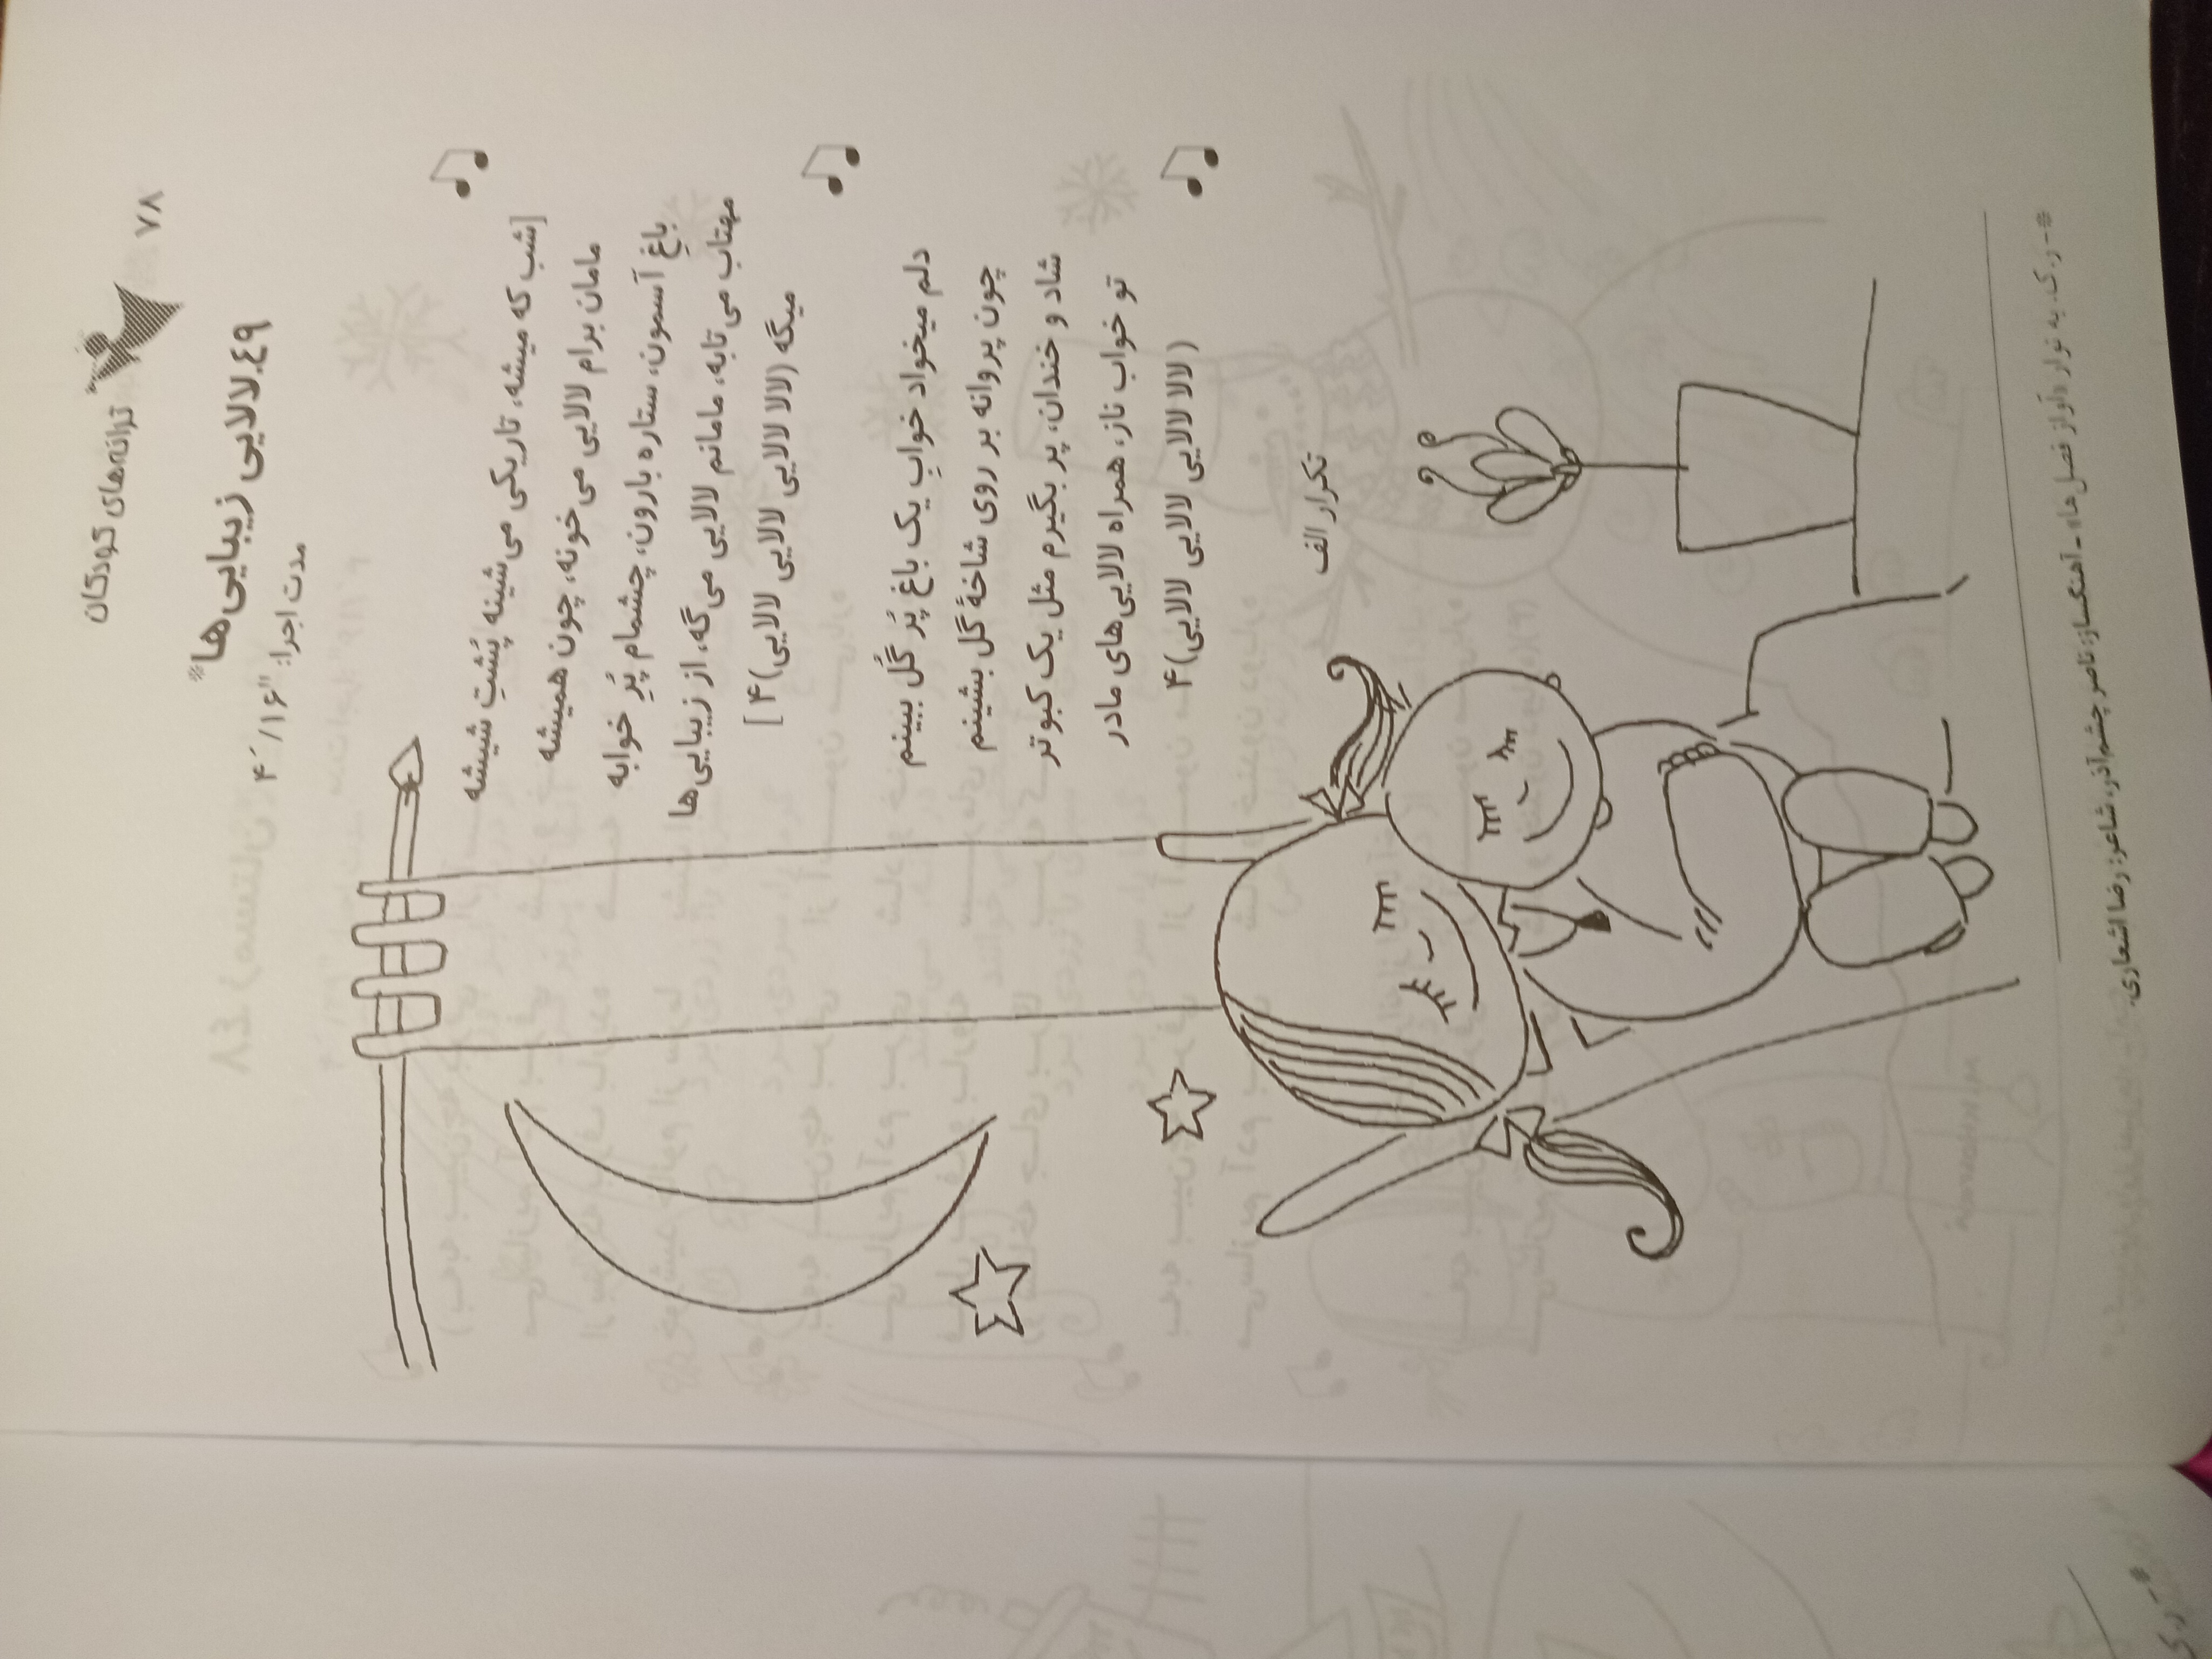 ۷۸
ترانه‌های کودکان
٤٩.لالایی زیبایی‌ها*
مدت اجرا: "۱۶/ ´۴
[شب که میشه، تاریکی می‌شینه پُشتِ شیشه
مامان برام لالایی می‌خونه، چون همیشه
باغِ آسمون، ستاره بارون، چشمام پُرِ خوابه
مهتاب می‌تابه، مامانم لالایی می‌گه، از زیبایی‌ها
میگه (لالا لالایی لالایی لالایی)۴ ]
دلم میخواد خوابِ یک باغ پُر گُل ببینم
چون پروانه بر روی شاخهٔ گل بشینم
شاد و خندان، پر بگیرم مثل یک کبوتر
تو خواب ناز، همراه لالایی‌های مادر
( لالا لالایی لالایی لالایی)۴
تکرار الف
*- ر.ک. به نوار «آواز فصل‌ها» ـ آهنگساز: ناصر چشم‌آذر، شاعر: رضا اشعاری.
*ـ ر.ک